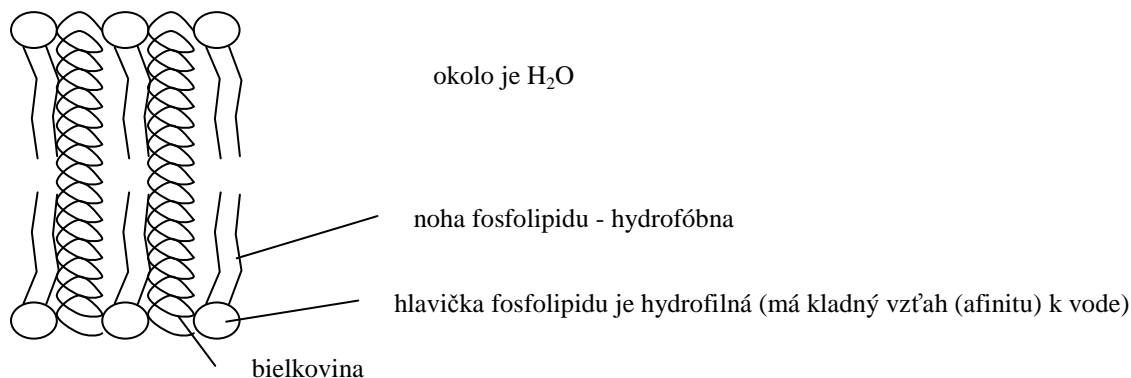 okolo je H₂O
noha fosfolipidu - hydrofóbna
hlavička fosfolipidu je hydrofilná (má kladný vzťah (afinitu) k vode)
bielkovina